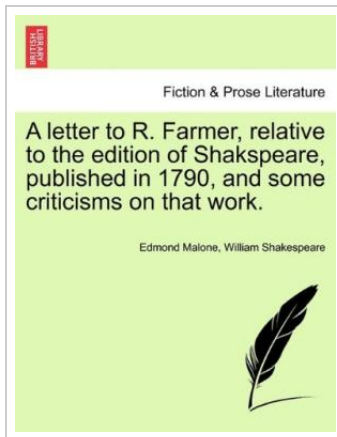 BRITISH
LIBRARY
Fiction & Prose Literature
A letter to R. Farmer, relative
to the edition of Shakspeare,
published in 1790, and some
criticisms on that work.
Edmond Malone, William Shakespeare